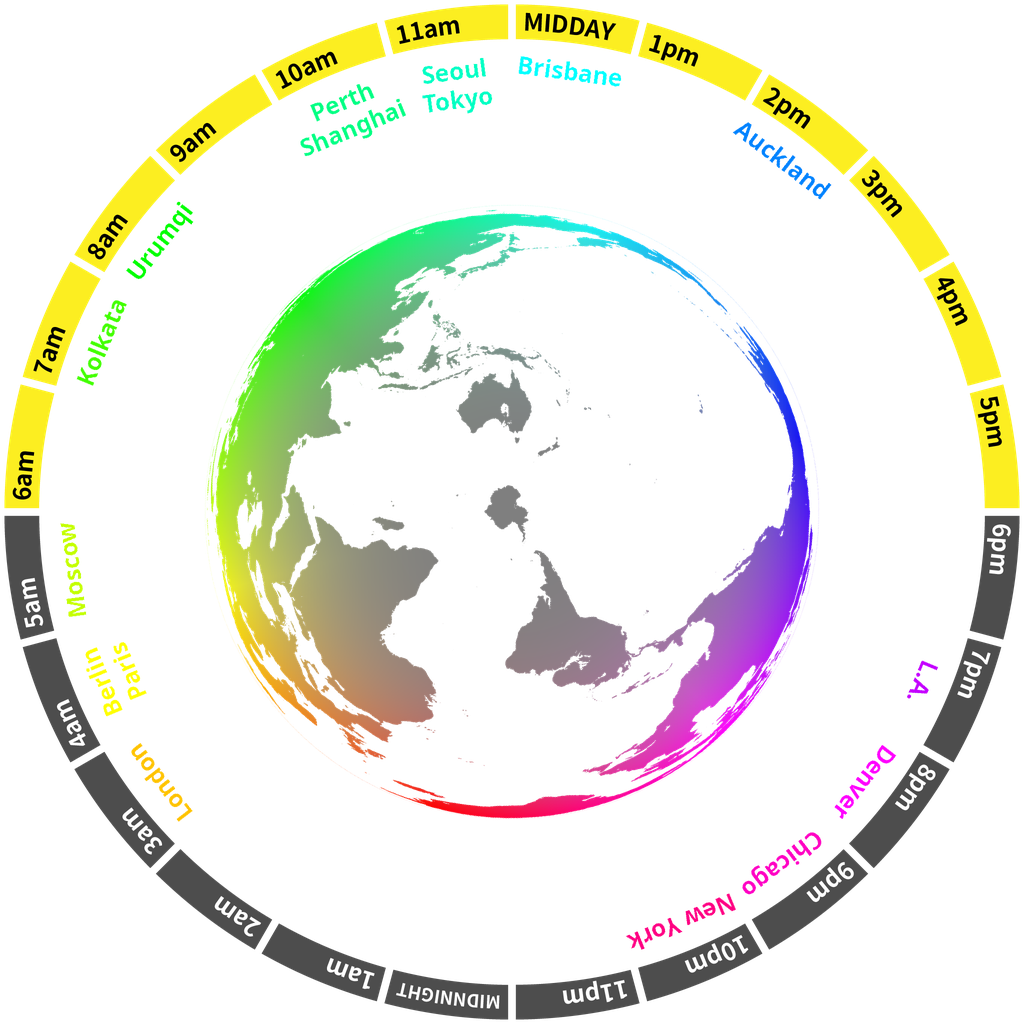 MIDDAY
1pm
2pm
3pm
4pm
5pm
6pm
7pm
8pm
9pm
10pm
11pm
MIDNNIGHT
1am
2am
3am
4am
5am
6am
7am
8am
9am
10am
11am
Brisbane
Auckland
L.A.
Denver
Chicago
New York
London
Berlin
Paris
Moscow
Kolkata
Urumqi
Perth
Shanghai
Seoul
Tokyo